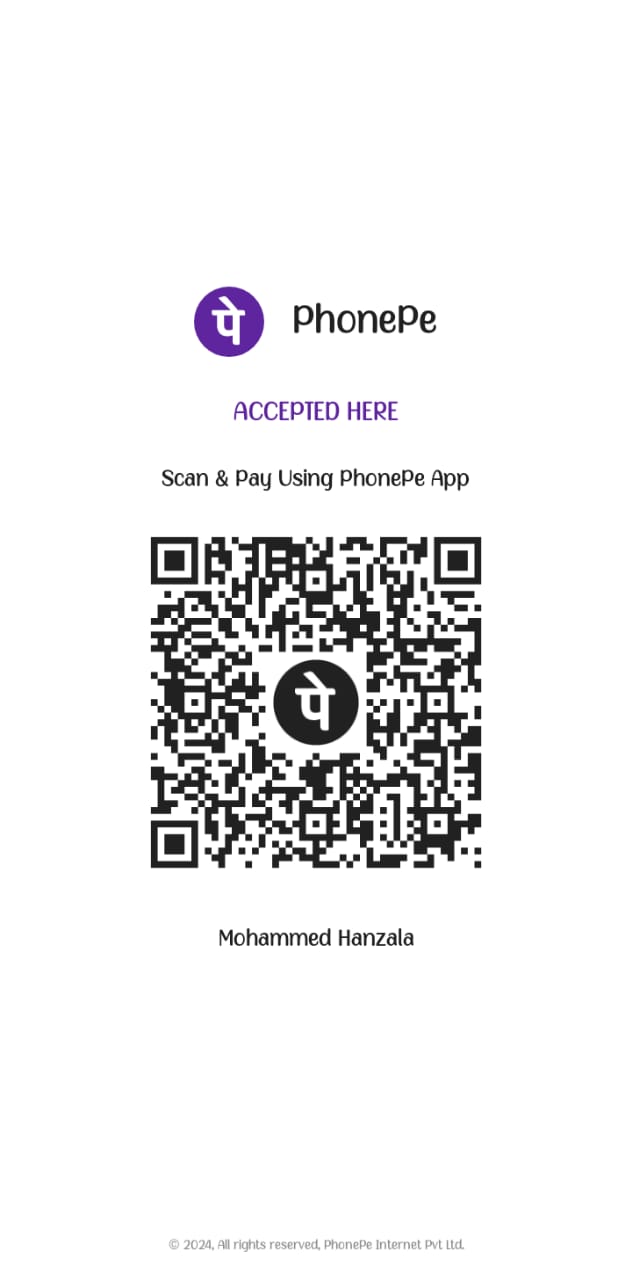 पे PhonePe
ACCEPTED HERE
Scan & Pay Using PhonePe App
पे
Mohammed Hanzala
© 2024, All rights reserved, PhonePe Internet Pvt Ltd.